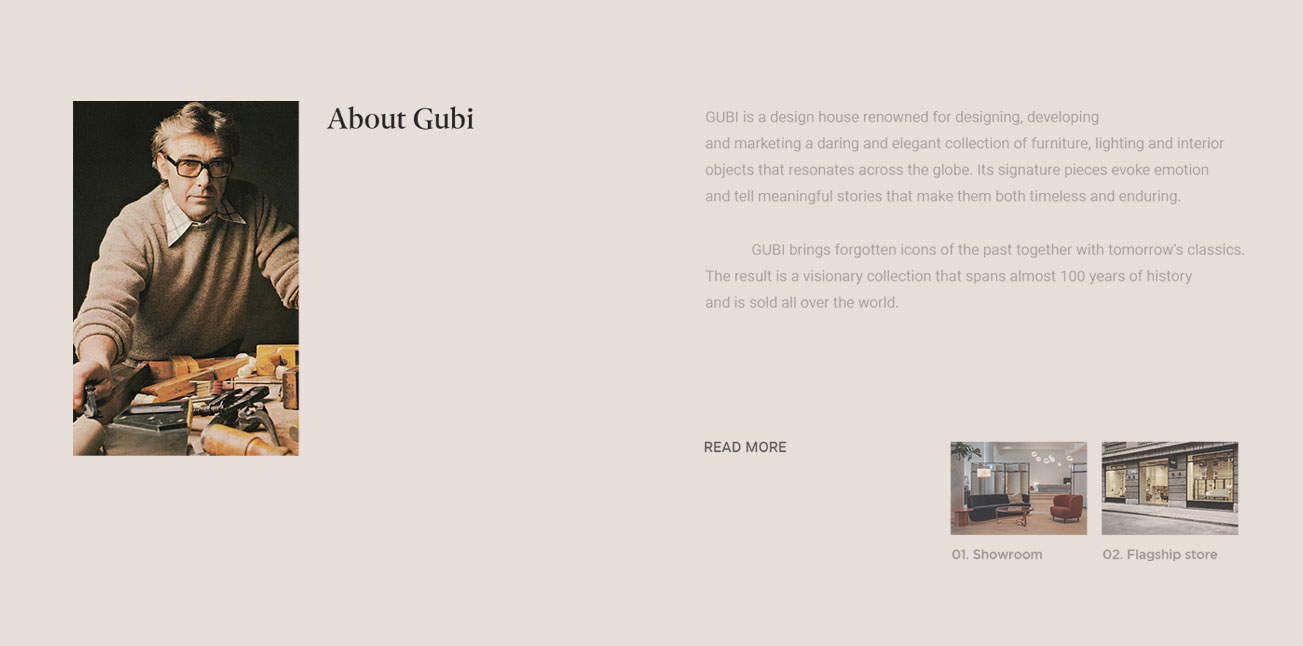 About Gubi
GUBI is a design house renowned for designing, developing
and marketing a daring and elegant collection of furniture, lighting and interior
objects that resonates across the globe. Its signature pieces evoke emotion
and tell meaningful stories that make them both timeless and enduring.
GUBI brings forgotten icons of the past together with tomorrow's classics.
The result is a visionary collection that spans almost 100 years of history
and is sold all over the world.
READ MORE
01. Showroom
02. Flagship store